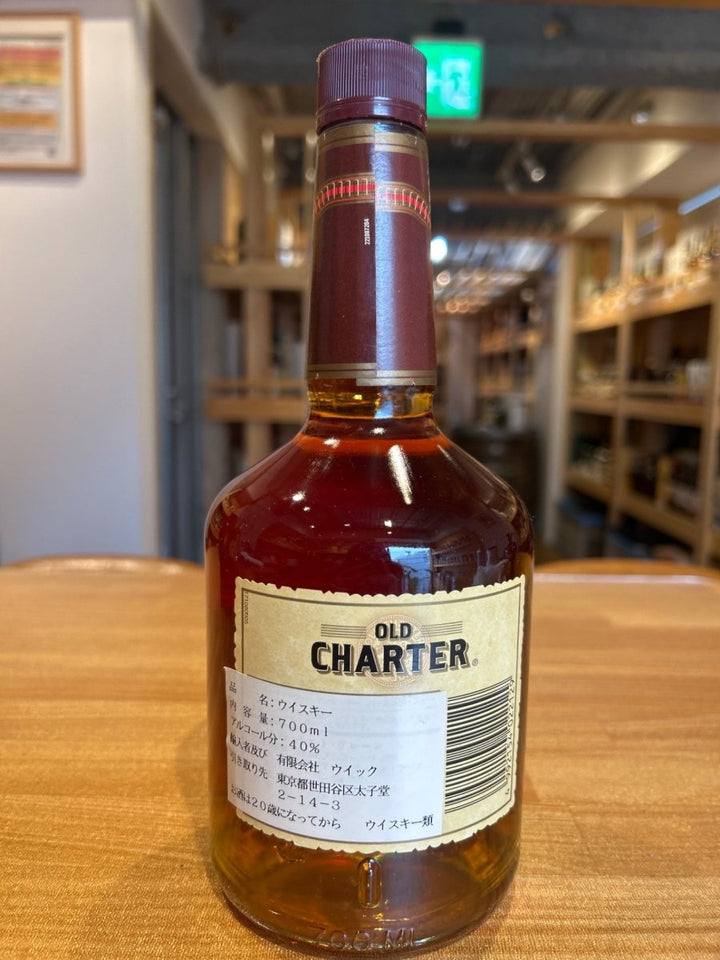 OLD
CHARTER®
品　名：ウイスキー
内 容 量：700ml
アルコール分：40%
輸入者及び 有限会社 ウイック
引き取り先 東京都世田谷区太子堂
2-14-3
お酒は20歳になってから ウイスキー類
700 ML